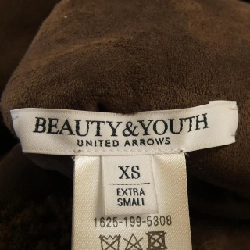 BEAUTY&YOUTH
UNITED ARROWS
XS
EXTRA
SMALL
1625-199-5308